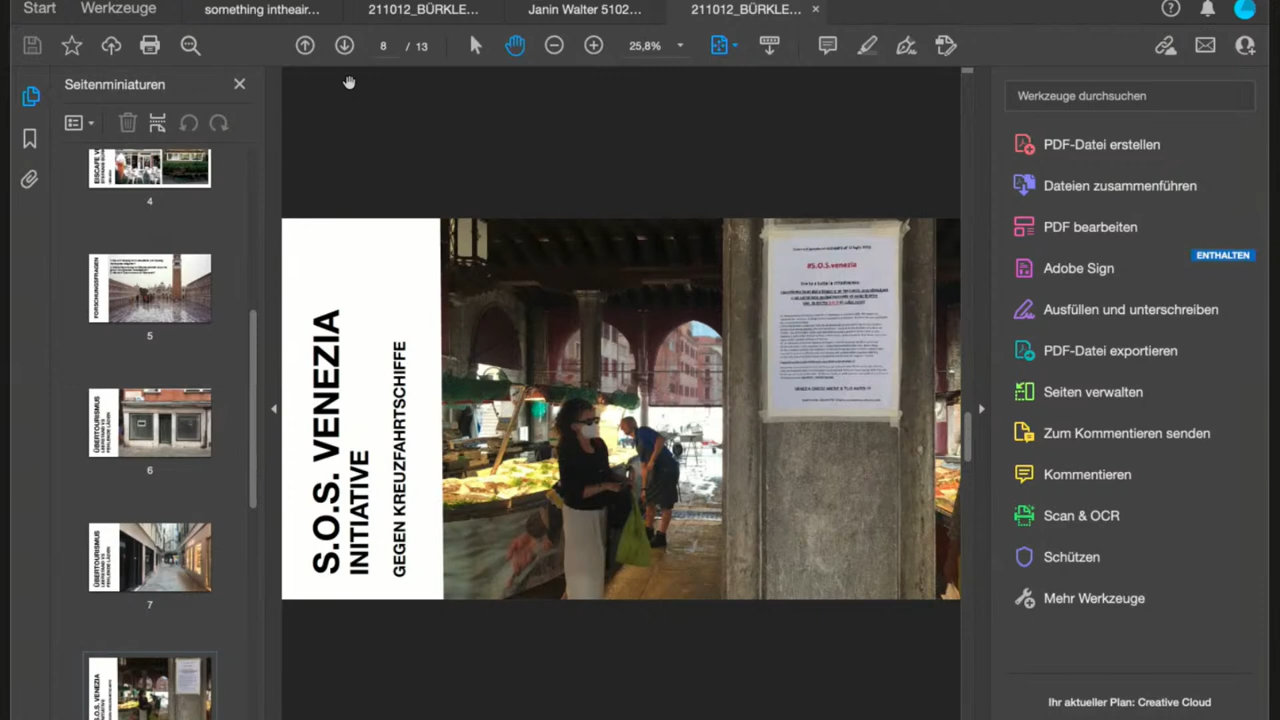 Start
Werkzeuge
something intheair...
211012_BÜRKLE...
Janin Walter 5102...
211012_BÜRKLE...
8 / 13
25,8%
Seitenminiaturen
4
FORSCHUNGSFRAGEN
5
ÜBERTOURISMUS
6
ÜBERTOURISMUS
7
S.O.S. VENEZIA
INITIATIVE
S.O.S. VENEZIA
INITIATIVE
GEGEN KREUZFAHRTSCHIFFE
#S.O.S.venezia
Werkzeuge durchsuchen
PDF-Datei erstellen
Dateien zusammenführen
PDF bearbeiten
ENTHALTEN
Adobe Sign
Ausfüllen und unterschreiben
PDF-Datei exportieren
Seiten verwalten
Zum Kommentieren senden
Kommentieren
Scan & OCR
Schützen
Mehr Werkzeuge
Ihr aktueller Plan: Creative Cloud